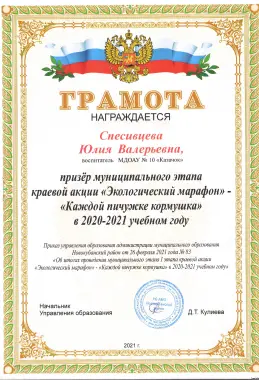 ГРАМОТА
НАГРАЖДАЕТСЯ
Спесивцева
Юлия Валерьевна,
воспитатель МДОАУ № 10 «Казачок»
призёр муниципального этапа
краевой акции «Экологический марафон» -
«Каждой пичужке кормушка»
в 2020-2021 учебном году
Приказ управления образования администрации муниципального образования
Новокубанский район от 26 февраля 2021 года № 83
«Об итогах проведения муниципального этапа I этапа краевой акции
«Экологический марафон» - «Каждой пичужке кормушка» в 2020-2021 учебном году»
Начальник
Управления образования
Д.Т. Кулиева
2021 г